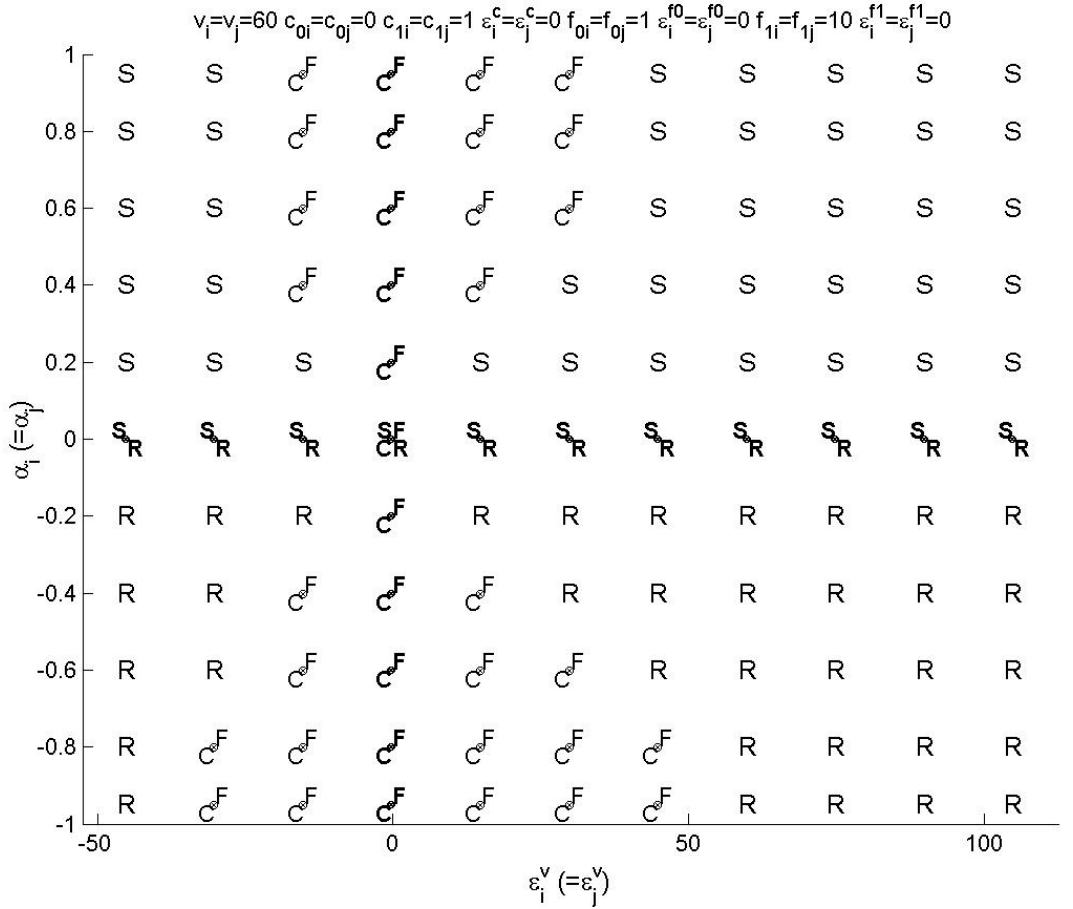 v_i=v_j=60 c_0i=c_0j=0 c_1i=c_1j=1 ε_i^c=ε_j^c=0 f_0i=f_0j=1 ε_i^f0=ε_j^f0=0 f_1i=f_1j=10 ε_i^f1=ε_j^f1=0
1
S S C F C F C F C F S S S S S
0.8
S S C F C F C F C F S S S S S
0.6
S S C F C F C F C F S S S S S
0.4
S S C F C F C F S S S S S S
0.2
S S S C F S S S S S S S
α_i (=α_j)
0
S R S R S R S F C R S R S R S R S R S R S R S R
-0.2
R R R C F R R R R R R R
-0.4
R R C F C F C F R R R R R R
-0.6
R R C F C F C F C F R R R R R
-0.8
R C F C F C F C F C F C F R R R R
R C F C F C F C F C F C F R R R R
-1
-50 0 50 100
ε_i^v (=ε_j^v)